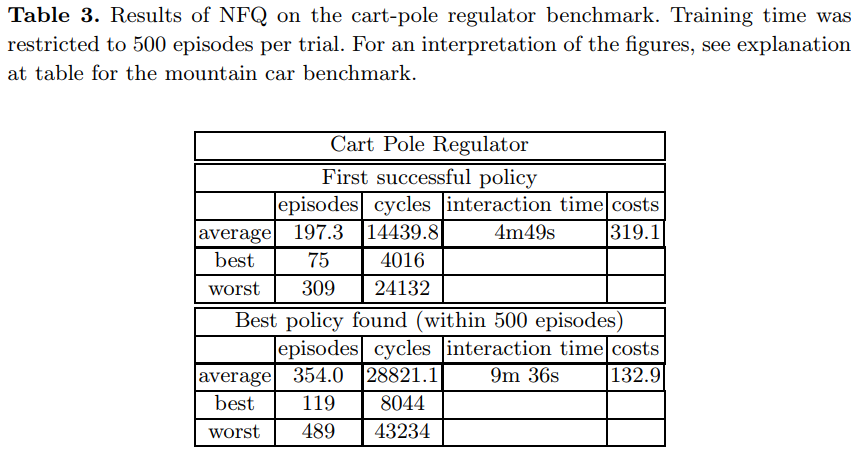 Table 3. Results of NFQ on the cart-pole regulator benchmark. Training time was
restricted to 500 episodes per trial. For an interpretation of the figures, see explanation
at table for the mountain car benchmark.
Cart Pole Regulator
First successful policy
episodes cycles interaction time costs
average 197.3 14439.8 4m49s 319.1
best 75 4016
worst 309 24132
Best policy found (within 500 episodes)
episodes cycles interaction time costs
average 354.0 28821.1 9m 36s 132.9
best 119 8044
worst 489 43234